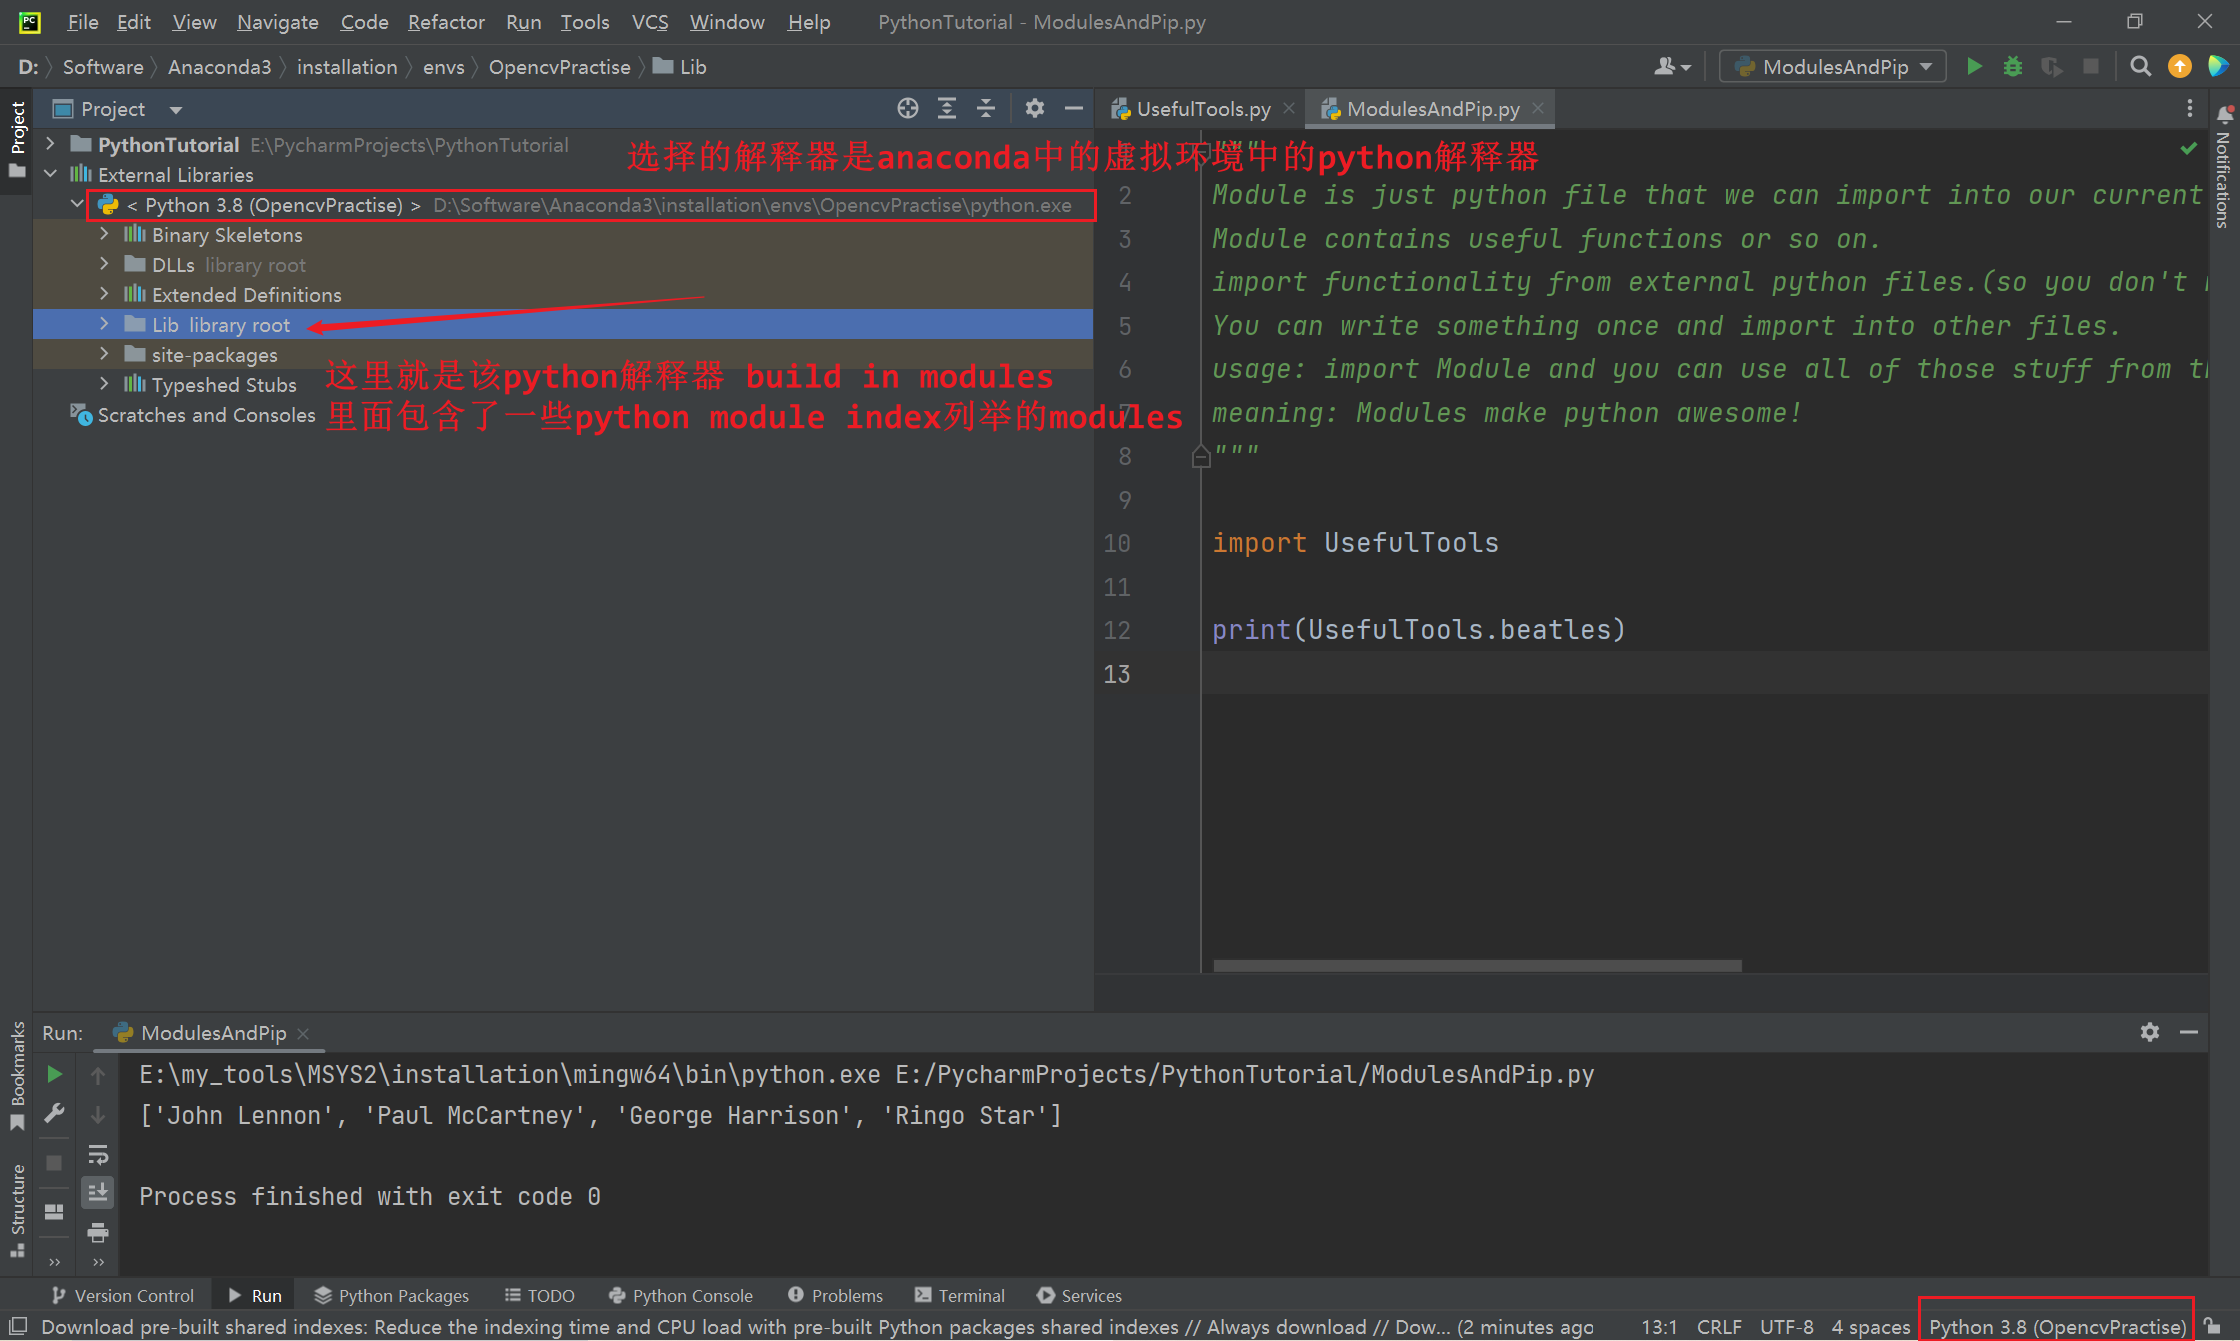 File Edit View Navigate Code Refactor Run Tools VCS Window Help PythonTutorial - ModulesAndPip.py
D: Software Anaconda3 installation envs OpencvPractise Lib ModulesAndPip
Project
Project
UsefulTools.py ModulesAndPip.py
PythonTutorial E:\PycharmProjects\PythonTutorial
External Libraries
< Python 3.8 (OpencvPractise) > D:\Software\Anaconda3\installation\envs\OpencvPractise\python.exe
Binary Skeletons
DLLs library root
Extended Definitions
Lib library root
site-packages
Typeshed Stubs
Scratches and Consoles
选择的解释器是anaconda中的虚拟环境中的python解释器
这里就是该python解释器 build in modules
里面包含了一些python module index列举的modules
"""
2 Module is just python file that we can import into our current
3 Module contains useful functions or so on.
4 import functionality from external python files.(so you don't
5 You can write something once and import into other files.
6 usage: import Module and you can use all of those stuff from
7 meaning: Modules make python awesome!
8 """
9
10 import UsefulTools
11
12 print(UsefulTools.beatles)
13
Notifications
Run: ModulesAndPip
E:\my_tools\MSYS2\installation\mingw64\bin\python.exe E:/PycharmProjects/PythonTutorial/ModulesAndPip.py
['John Lennon', 'Paul McCartney', 'George Harrison', 'Ringo Star']
Process finished with exit code 0
Bookmarks
Structure
Version Control Run Python Packages TODO Python Console Problems Terminal Services
Download pre-built shared indexes: Reduce the indexing time and CPU load with pre-built Python packages shared indexes // Always download // Dow... (2 minutes ago 13:1 CRLF UTF-8 4 spaces Python 3.8 (OpencvPractise)